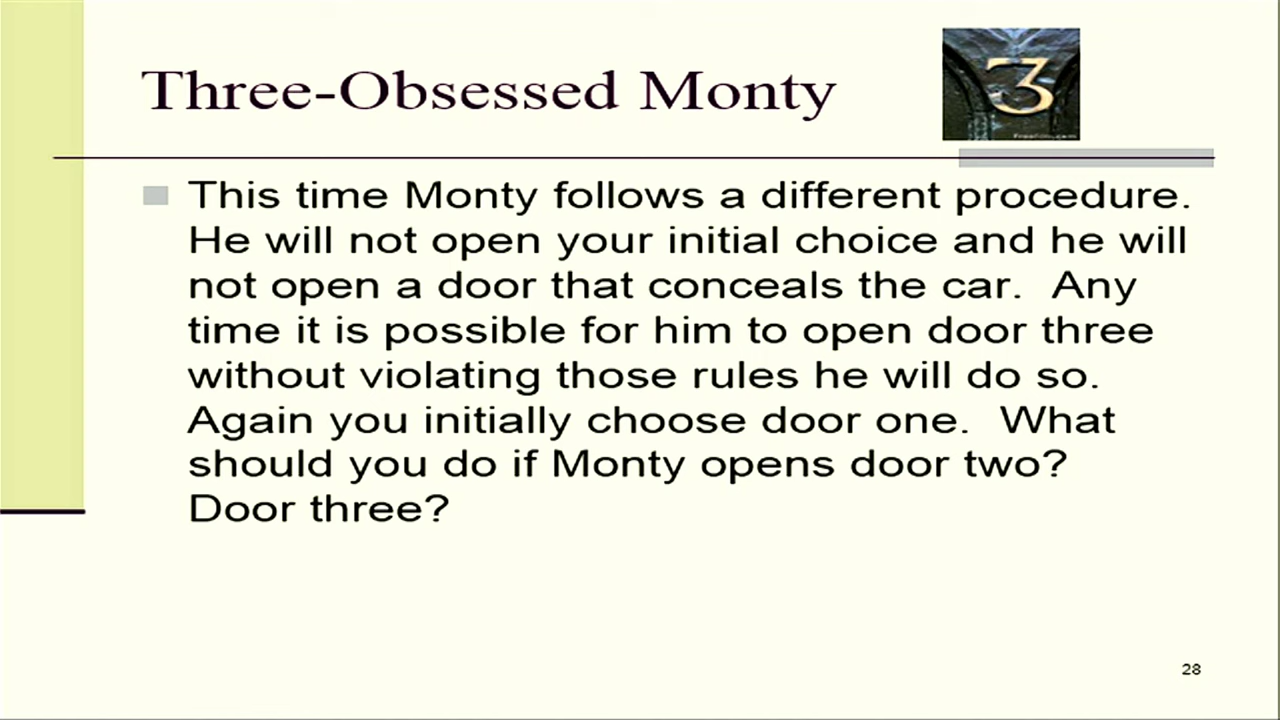 Three-Obsessed Monty
3
This time Monty follows a different procedure.
He will not open your initial choice and he will
not open a door that conceals the car.  Any
time it is possible for him to open door three
without violating those rules he will do so.
Again you initially choose door one.  What
should you do if Monty opens door two?
Door three?
28